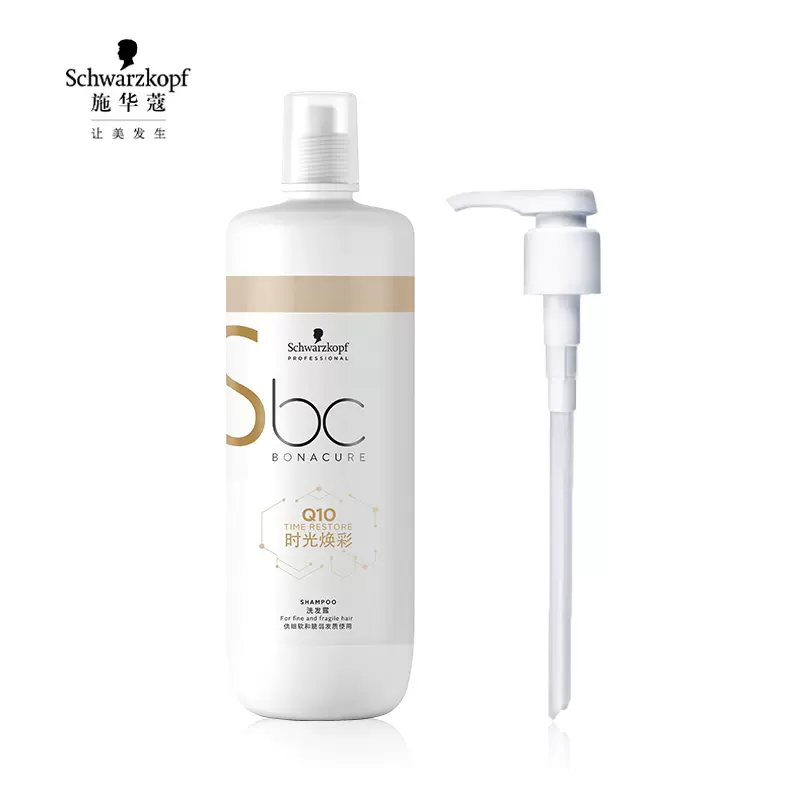 Schwarzkopf
施华蔻
让美发生
Schwarzkopf
PROFESSIONAL
S
bc
BONACURE
Q10
TIME RESTORE
时光焕彩
SHAMPOO
洗发露
For fine and fragile hair
供细软和脆弱发质使用